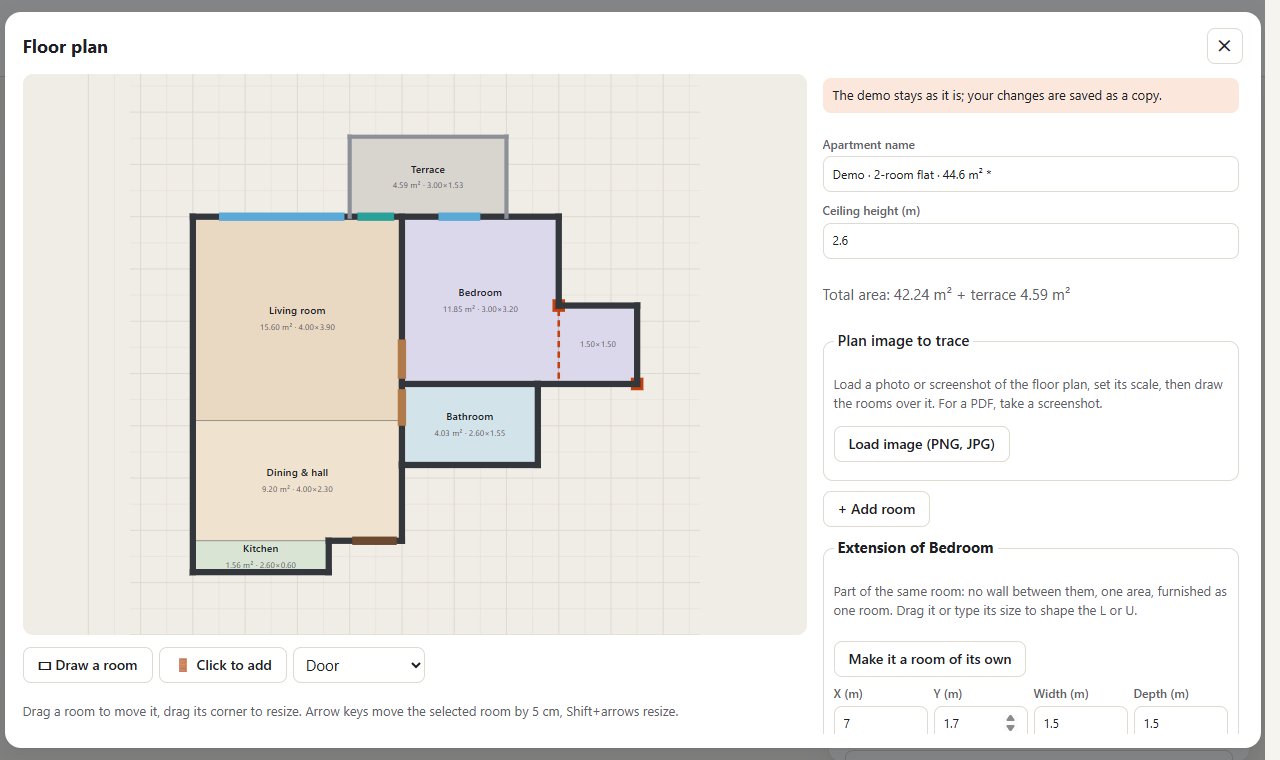 Floor plan
Terrace
4.59 m² · 3.00×1.53
Living room
15.60 m² · 4.00×3.90
Bedroom
11.85 m² · 3.00×3.20
1.50×1.50
Bathroom
4.03 m² · 2.60×1.55
Dining & hall
9.20 m² · 4.00×2.30
Kitchen
1.56 m² · 2.60×0.60
Draw a room
Click to add
Door
Drag a room to move it, drag its corner to resize. Arrow keys move the selected room by 5 cm, Shift+arrows resize.
The demo stays as it is; your changes are saved as a copy.
Apartment name
Demo · 2-room flat · 44.6 m² *
Ceiling height (m)
2.6
Total area: 42.24 m² + terrace 4.59 m²
Plan image to trace
Load a photo or screenshot of the floor plan, set its scale, then draw
the rooms over it. For a PDF, take a screenshot.
Load image (PNG, JPG)
+ Add room
Extension of Bedroom
Part of the same room: no wall between them, one area, furnished as
one room. Drag it or type its size to shape the L or U.
Make it a room of its own
X (m) Y (m) Width (m) Depth (m)
7 1.7 1.5 1.5